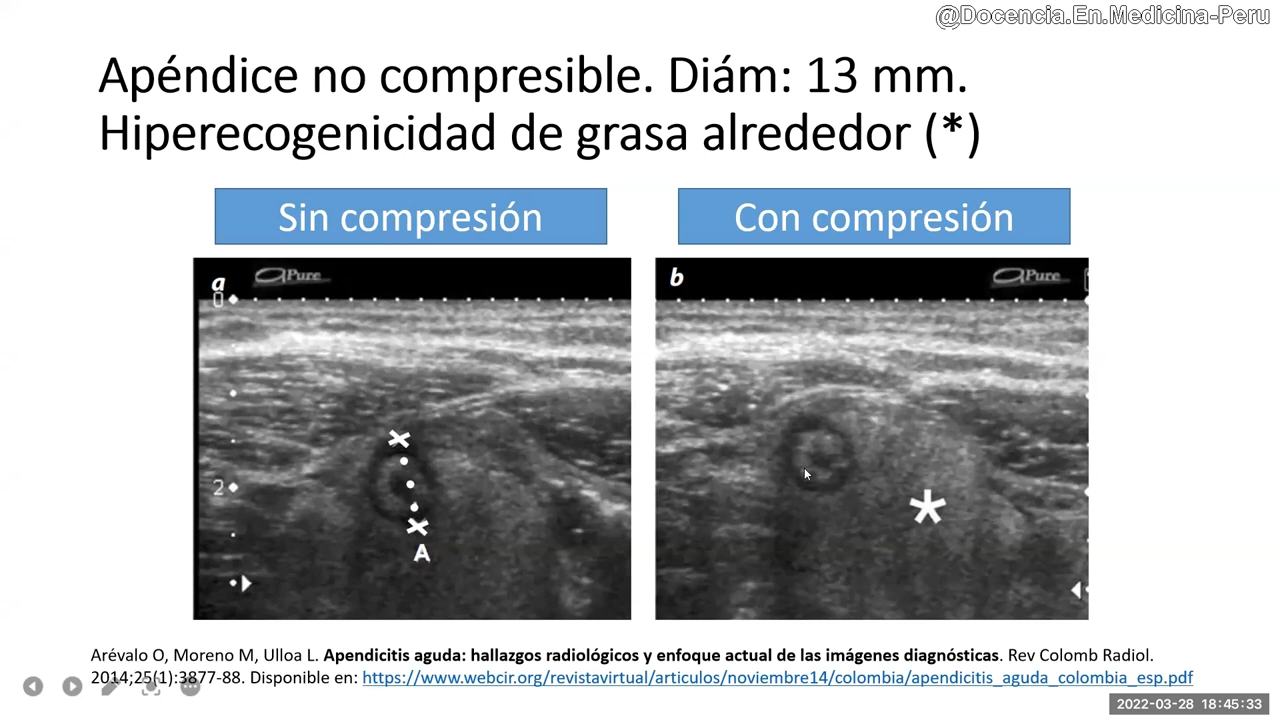 @Docencia.En.Medicina-Peru
Apéndice no compresible. Diám: 13 mm.
Hiperecogenicidad de grasa alrededor (*)
Sin compresión
Con compresión
a
Pure
0
2
A
b
Pure
*
Arévalo O, Moreno M, Ulloa L. Apendicitis aguda: hallazgos radiológicos y enfoque actual de las imágenes diagnósticas. Rev Colomb Radiol.
2014;25(1):3877-88. Disponible en: https://www.webcir.org/revistavirtual/articulos/noviembre14/colombia/apendicitis_aguda_colombia_esp.pdf
2022-03-28 18:45:33